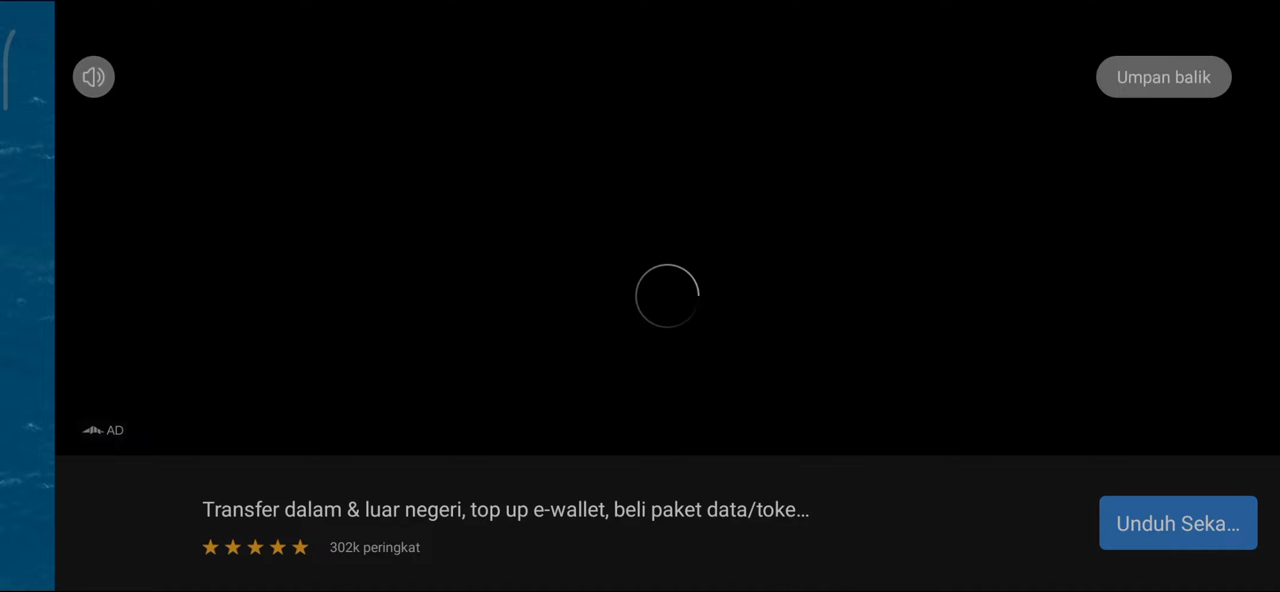 Umpan balik
AD
Transfer dalam & luar negeri, top up e-wallet, beli paket data/toke…
302k peringkat
Unduh Seka…